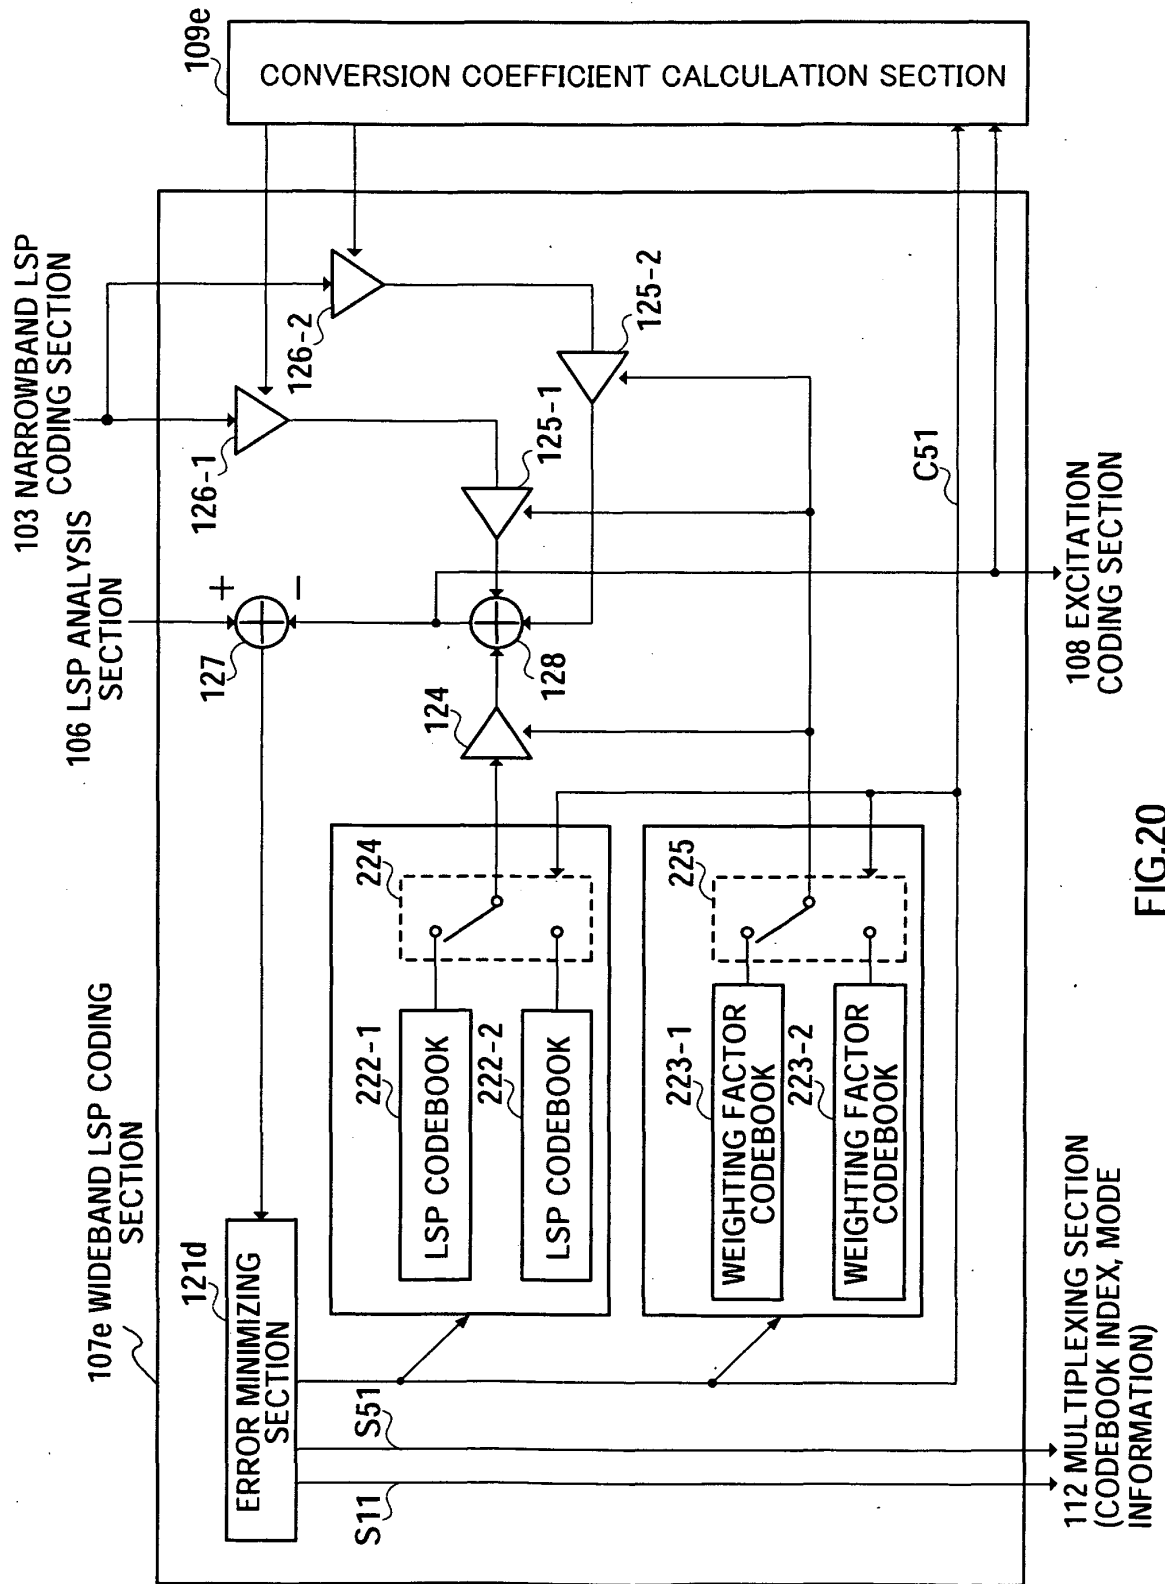 107e WIDEBAND LSP CODING
SECTION
106 LSP ANALYSIS
SECTION
103 NARROWBAND LSP
CODING SECTION
109e
CONVERSION COEFFICIENT CALCULATION SECTION
121d
ERROR MINIMIZING
SECTION
127
+
−
126-1
126-2
125-1
125-2
124
128
222-1
LSP CODEBOOK
222-2
LSP CODEBOOK
224
223-1
WEIGHTING FACTOR
CODEBOOK
223-2
WEIGHTING FACTOR
CODEBOOK
225
S51
S11
C51
112 MULTIPLEXING SECTION
(CODEBOOK INDEX, MODE
INFORMATION)
108 EXCITATION
CODING SECTION
FIG.20